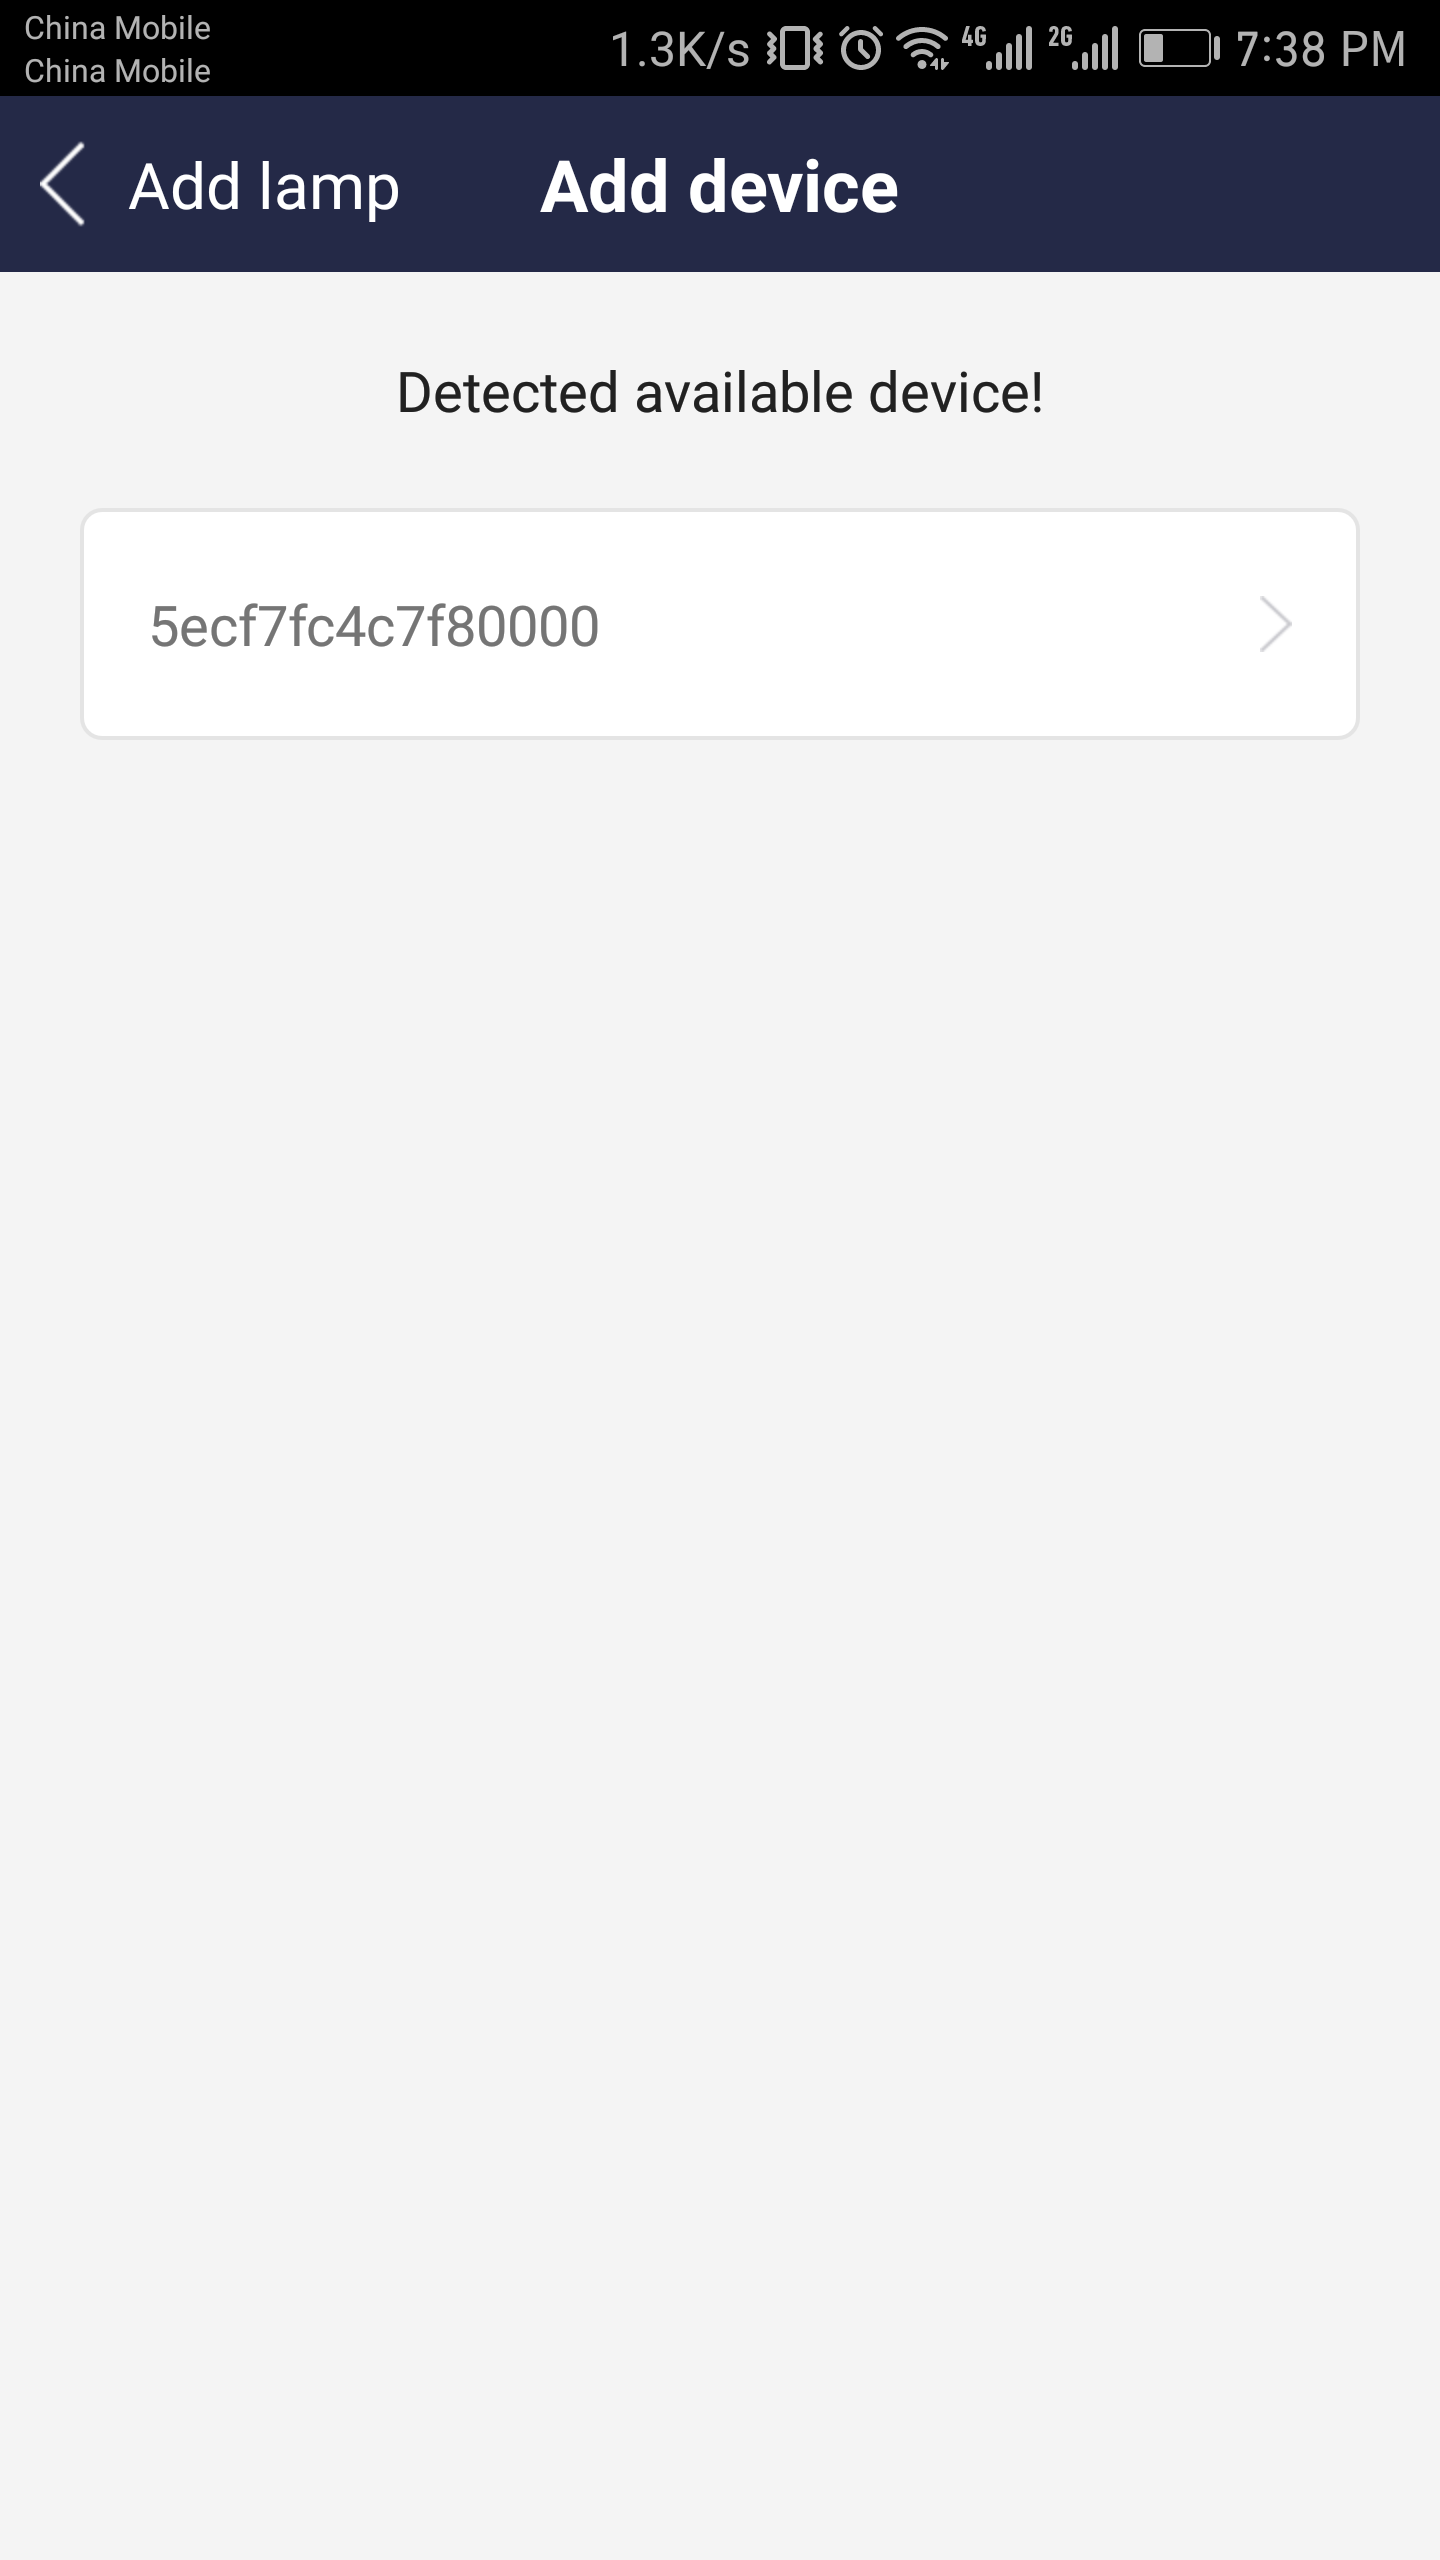 China Mobile
China Mobile
1.3K/s 4G 2G 7:38 PM
Add lamp Add device
Detected available device!
5ecf7fc4c7f80000